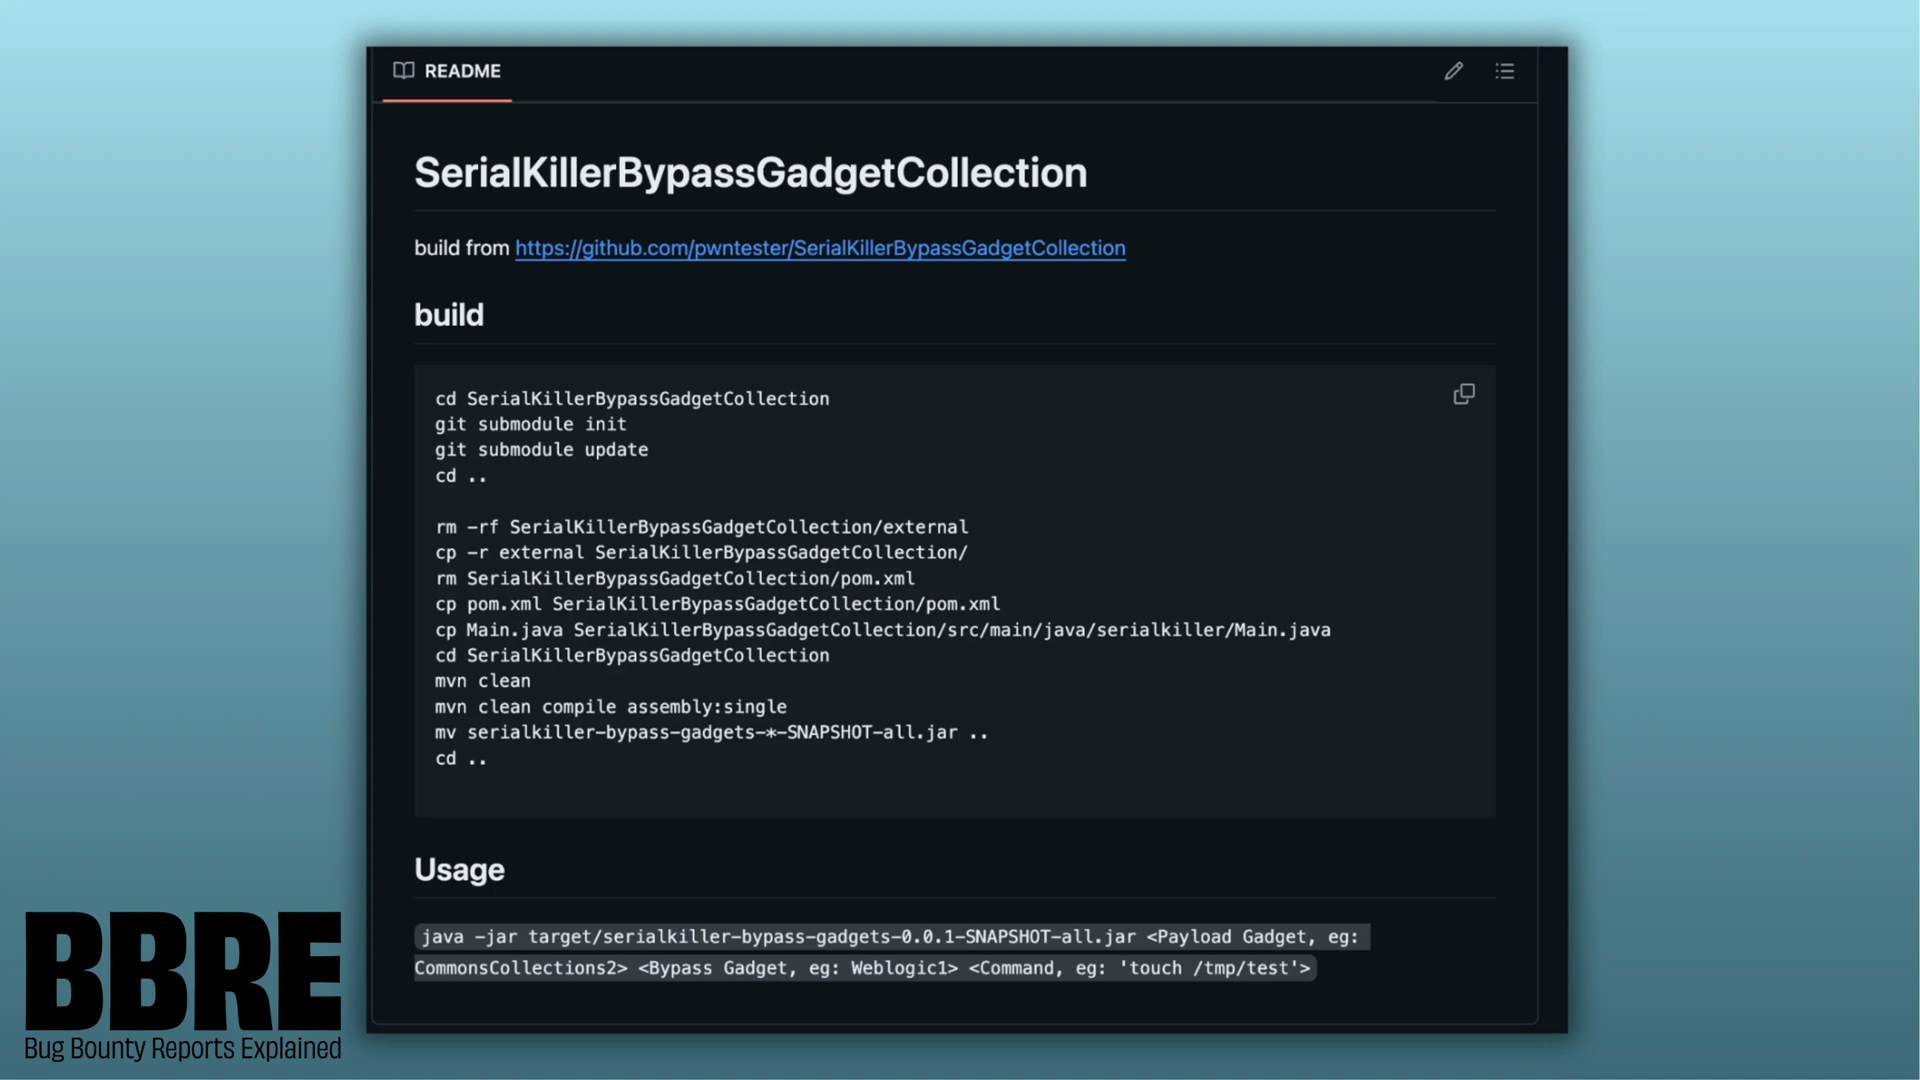 README
SerialKillerBypassGadgetCollection
build from https://github.com/pwntester/SerialKillerBypassGadgetCollection
build
cd SerialKillerBypassGadgetCollection
git submodule init
git submodule update
cd ..
rm -rf SerialKillerBypassGadgetCollection/external
cp -r external SerialKillerBypassGadgetCollection/
rm SerialKillerBypassGadgetCollection/pom.xml
cp pom.xml SerialKillerBypassGadgetCollection/pom.xml
cp Main.java SerialKillerBypassGadgetCollection/src/main/java/serialkiller/Main.java
cd SerialKillerBypassGadgetCollection
mvn clean
mvn clean compile assembly:single
mv serialkiller-bypass-gadgets-*-SNAPSHOT-all.jar ..
cd ..
Usage
java -jar target/serialkiller-bypass-gadgets-0.0.1-SNAPSHOT-all.jar <Payload Gadget, eg:
CommonsCollections2> <Bypass Gadget, eg: Weblogic1> <Command, eg: 'touch /tmp/test'>
BBRE
Bug Bounty Reports Explained